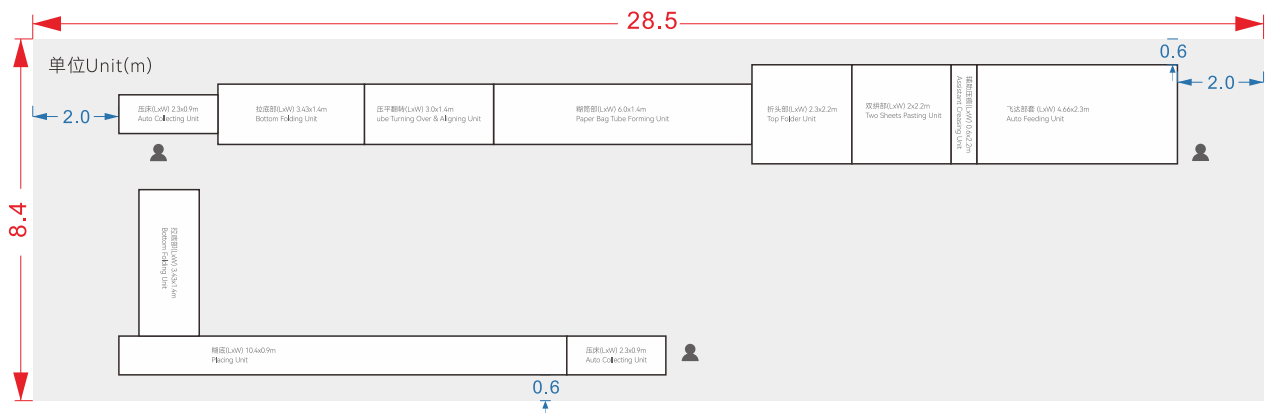 28.5
0.6
单位Unit(m)
2.0
2.0
8.4
压床(LxW) 2.3x0.9m
Auto Collecting Unit
拉底部(LxW) 3.43x1.4m
Bottom Folding Unit
压平翻转(LxW) 3.0x1.4m
ube Turning Over & Aligning Unit
糊筒部(LxW) 6.0x1.4m
Paper Bag Tube Forming Unit
折头部(LxW) 2.3x2.2m
Top Folder Unit
双拼部(LxW) 2x2.2m
Two Sheets Pasting Unit
辅助压痕(LxW) 0.6x2.2m
Assistant Creasing Unit
飞达部套 (LxW) 4.66x2.3m
Auto Feeding Unit
拉底部(LxW) 3.43x1.4m
Bottom Folding Unit
糊底(LxW) 10.4x0.9m
Placing Unit
压床(LxW) 2.3x0.9m
Auto Collecting Unit
0.6